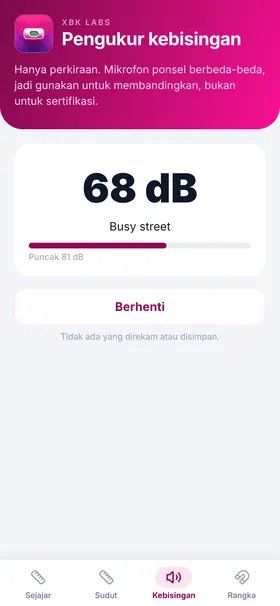 XBK LABS
Pengukur kebisingan
Hanya perkiraan. Mikrofon ponsel berbeda-beda,
jadi gunakan untuk membandingkan, bukan
untuk sertifikasi.
68 dB
Busy street
Puncak 81 dB
Berhenti
Tidak ada yang direkam atau disimpan.
Sejajar
Sudut
Kebisingan
Rangka